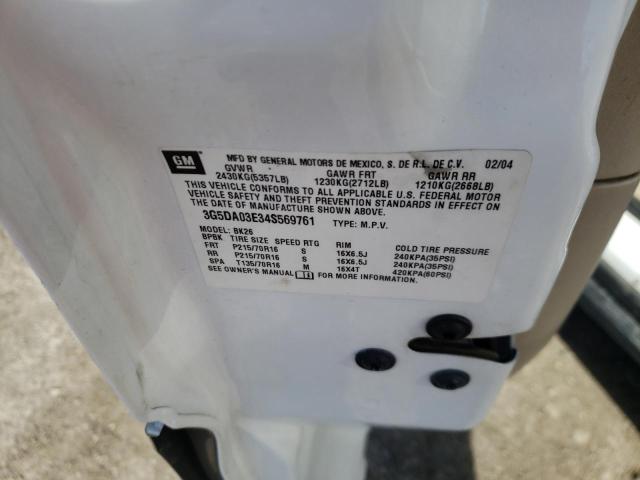 GM MFD BY GENERAL MOTORS DE MEXICO, S. DE R.L. DE C.V. 02/04
GVWR GAWR FRT GAWR RR
2430KG(5357LB) 1230KG(2712LB) 1210KG(2668LB)
THIS VEHICLE CONFORMS TO ALL APPLICABLE U.S. FEDERAL MOTOR
VEHICLE SAFETY AND THEFT PREVENTION STANDARDS IN EFFECT ON
THE DATE OF MANUFACTURE SHOWN ABOVE.
3G5DA03E34S569761 TYPE: M.P.V.
MODEL: BK26
BPBK TIRE SIZE SPEED RTG RIM COLD TIRE PRESSURE
FRT P215/70R16 S 16X6.5J 240KPA(35PSI)
RR P215/70R16 S 16X6.5J 240KPA(35PSI)
SPA T135/70R16 M 16X4T 420KPA(60PSI)
SEE OWNER'S MANUAL FOR MORE INFORMATION.